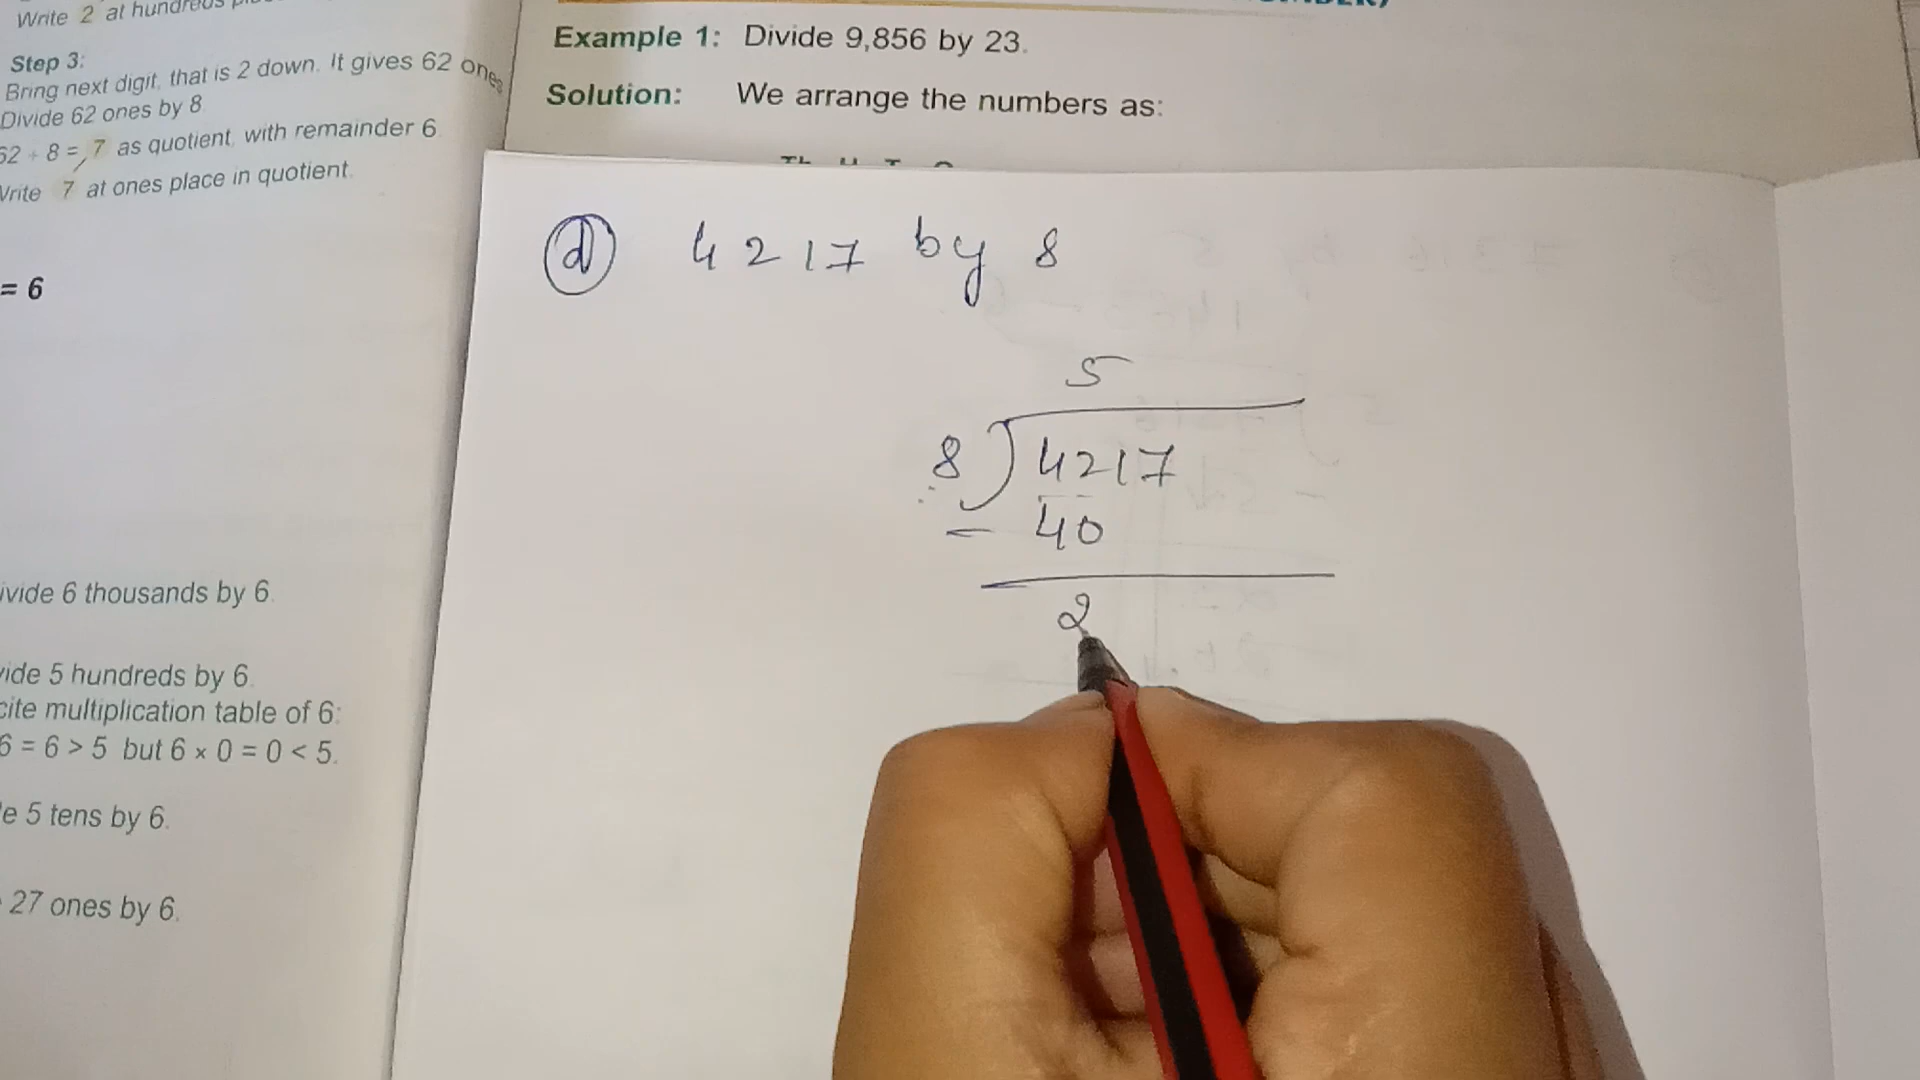 Write 2 at hundreds
Step 3:
Bring next digit, that is 2 down. It gives 62 ones
Divide 62 ones by 8
62 ÷ 8 = 7 as quotient, with remainder 6
Write 7 at ones place in quotient.
= 6
ivide 6 thousands by 6.
vide 5 hundreds by 6.
cite multiplication table of 6:
6 = 6 > 5 but 6 × 0 = 0 < 5.
e 5 tens by 6.
27 ones by 6.
Example 1: Divide 9,856 by 23.
Solution: We arrange the numbers as:
Th H T O
(d) 4217 by 8
5
8 ) 4217
- 40
2